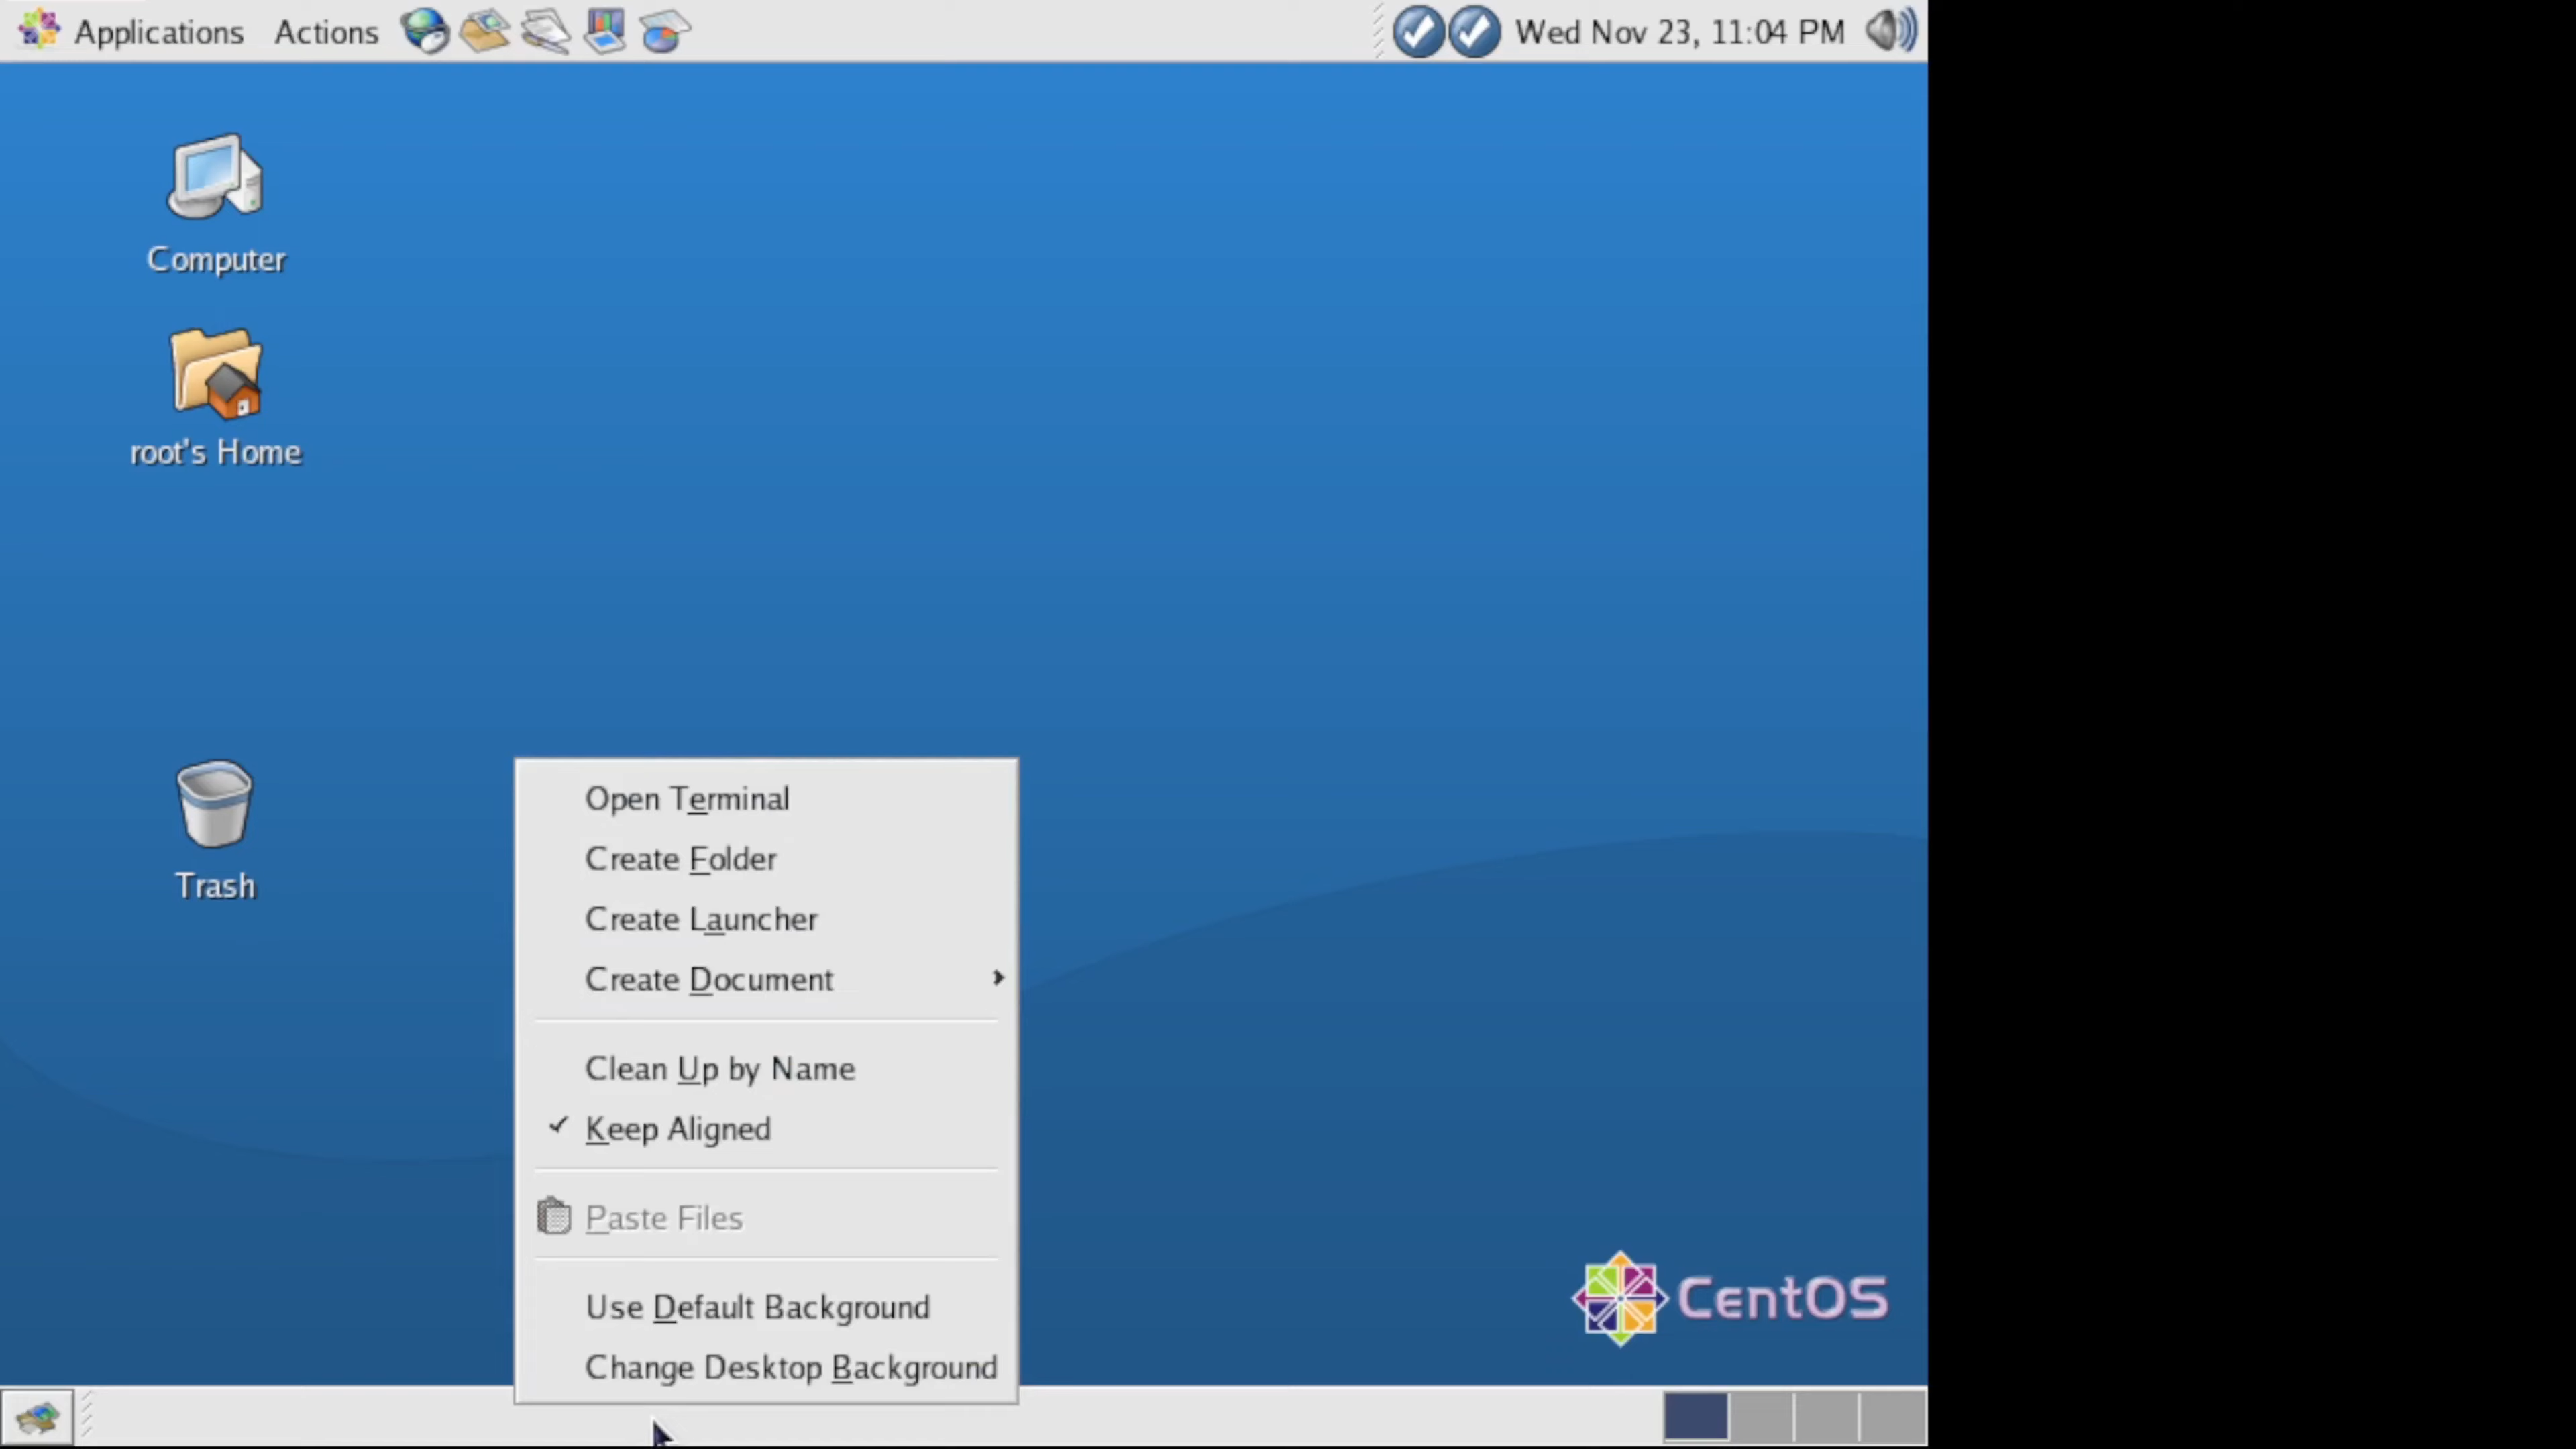 Applications Actions Wed Nov 23, 11:04 PM
Computer
root's Home
Trash
Open Terminal
Create Folder
Create Launcher
Create Document
Clean Up by Name
Keep Aligned
Paste Files
Use Default Background
Change Desktop Background
CentOS